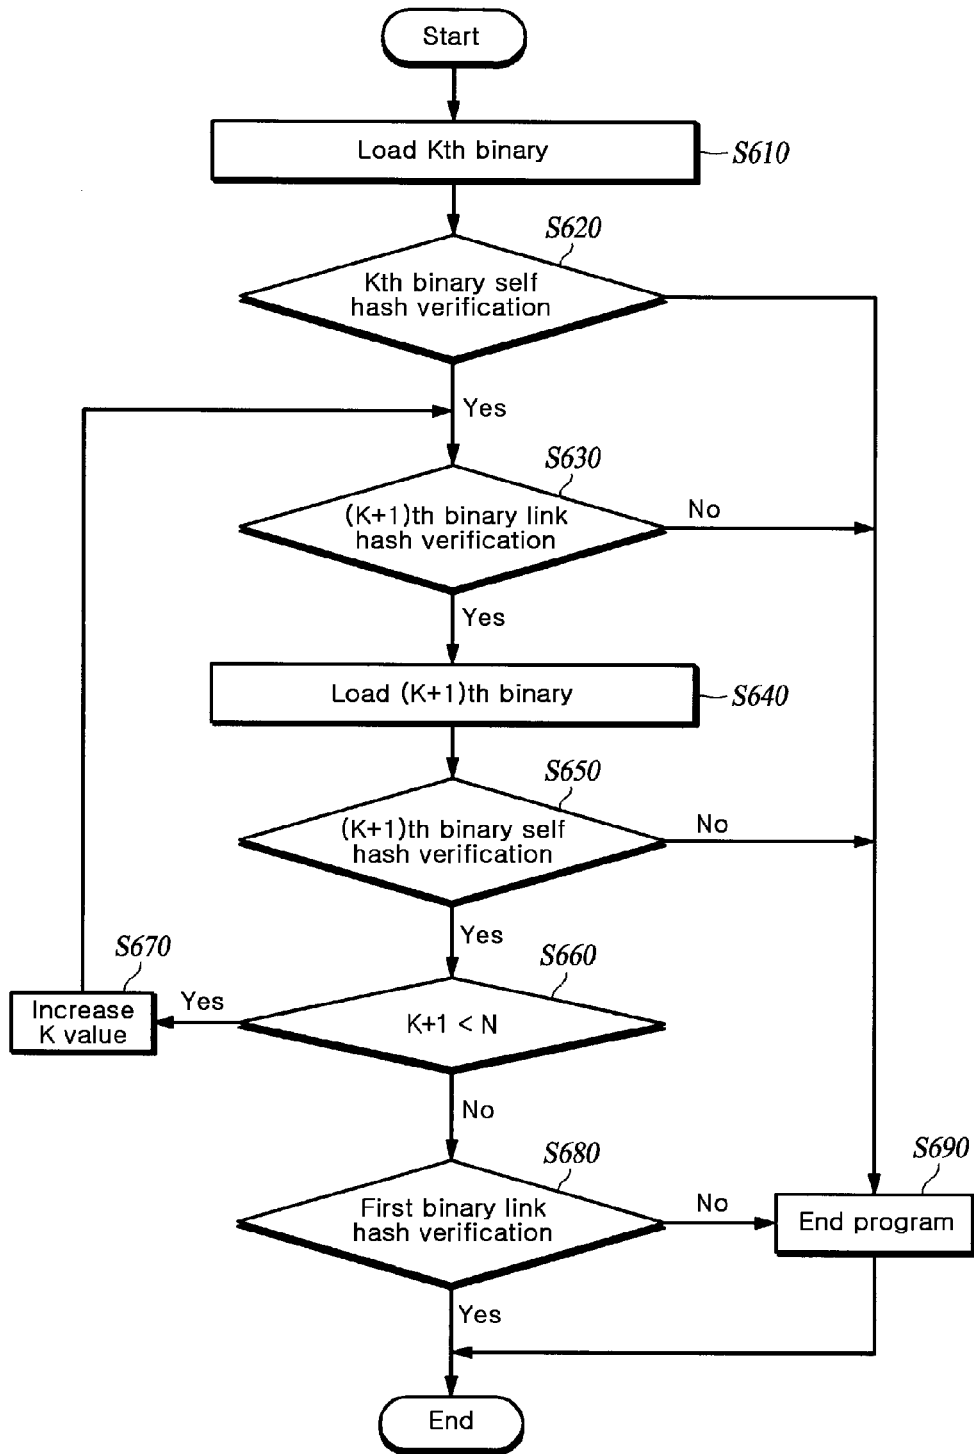 Start
Load Kth binary
S610
S620
Kth binary self
hash verification
Yes
S630
(K+1)th binary link
hash verification
No
Yes
Load (K+1)th binary
S640
S650
(K+1)th binary self
hash verification
No
Yes
S670
S660
Increase
K value
Yes
K+1 < N
No
S680
S690
First binary link
hash verification
No
End program
Yes
End